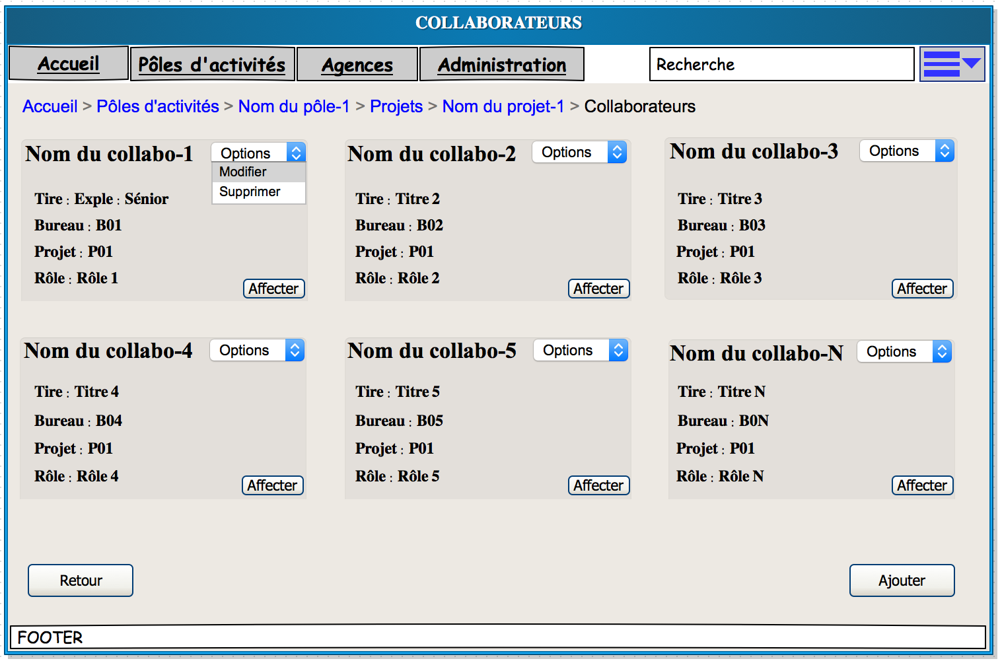 COLLABORATEURS
Accueil Pôles d'activités Agences Administration Recherche
Accueil > Pôles d'activités > Nom du pôle-1 > Projets > Nom du projet-1 > Collaborateurs
Nom du collabo-1 Options
Modifier
Supprimer
Tire : Exple : Sénior
Bureau : B01
Projet : P01
Rôle : Rôle 1
Affecter
Nom du collabo-2 Options
Tire : Titre 2
Bureau : B02
Projet : P01
Rôle : Rôle 2
Affecter
Nom du collabo-3 Options
Tire : Titre 3
Bureau : B03
Projet : P01
Rôle : Rôle 3
Affecter
Nom du collabo-4 Options
Tire : Titre 4
Bureau : B04
Projet : P01
Rôle : Rôle 4
Affecter
Nom du collabo-5 Options
Tire : Titre 5
Bureau : B05
Projet : P01
Rôle : Rôle 5
Affecter
Nom du collabo-N Options
Tire : Titre N
Bureau : B0N
Projet : P01
Rôle : Rôle N
Affecter
Retour
Ajouter
FOOTER